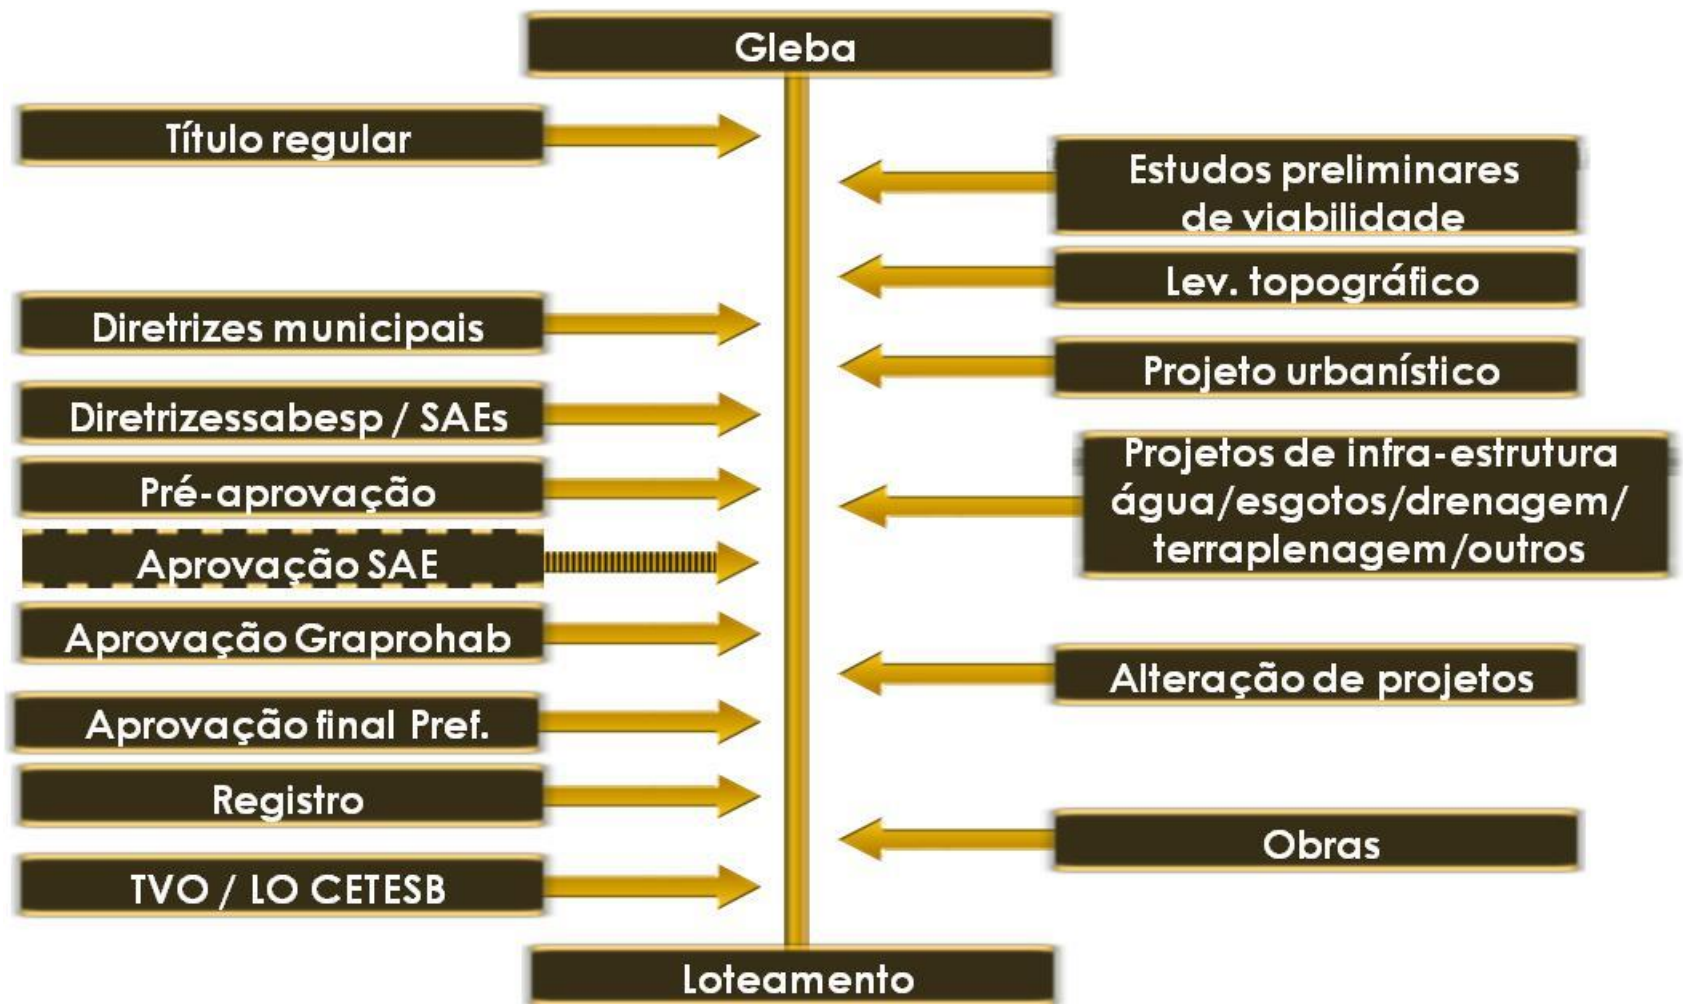 Gleba
Título regular
Estudos preliminares
de viabilidade
Lev. topográfico
Diretrizes municipais
Projeto urbanístico
Diretrizessabesp / SAEs
Projetos de infra-estrutura
água/esgotos/drenagem/
terraplenagem/outros
Pré-aprovação
Aprovação SAE
Aprovação Graprohab
Alteração de projetos
Aprovação final Pref.
Registro
Obras
TVO / LO CETESB
Loteamento